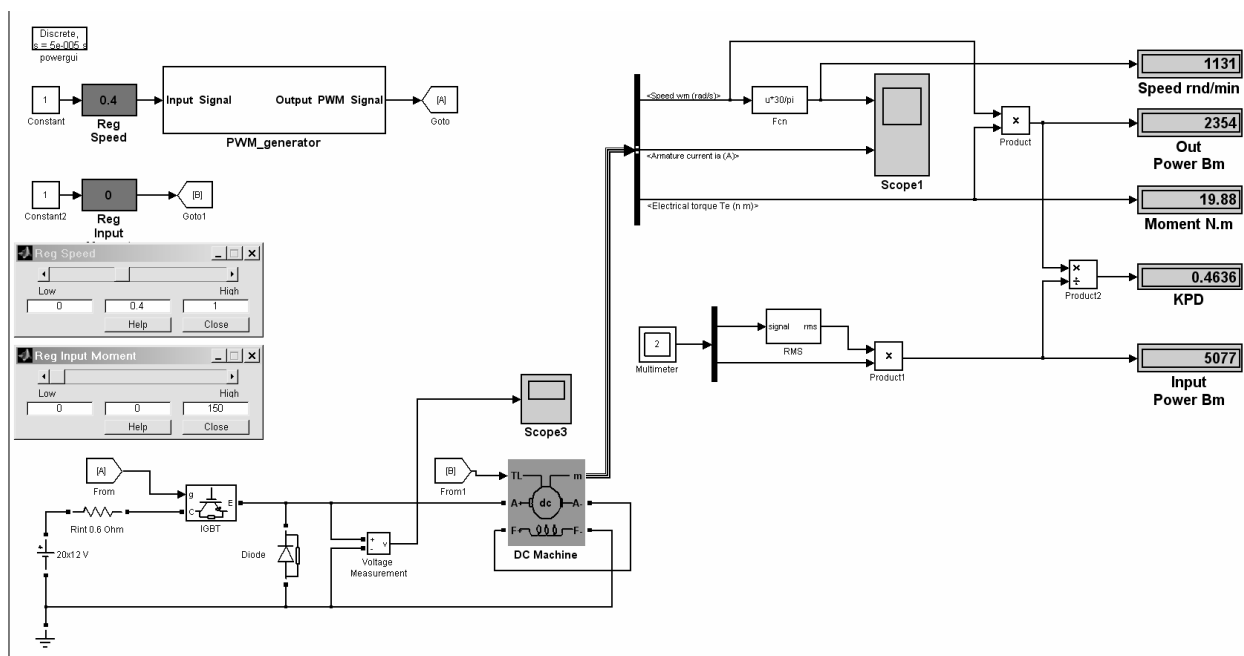 Discrete,
s = 5e-005 s
powergui
1
Constant
0.4
Reg
Speed
Input Signal
Output PWM Signal
PWM_generator
[A]
Goto
1
Constant2
0
Reg
Input
[B]
Goto1
Reg Speed
Low
High
0
0.4
1
Help
Close
Reg Input Moment
Low
High
0
0
150
Help
Close
[A]
From
g
C
E
IGBT
Rint 0.6 Ohm
20x12 V
Diode
+
-
v
Voltage
Measurement
Scope3
[B]
From1
TL
m
A+
dc
A-
F+
F-
DC Machine
<Speed wm (rad/s)>
u*30/pi
Fcn
<Armature current ia (A)>
Scope1
<Electrical torque Te (n m)>
×
Product
1131
Speed rnd/min
2354
Out
Power Bm
19.88
Moment N.m
×
÷
Product2
0.4636
KPD
2
Multimeter
signal
rms
RMS
×
Product1
5077
Input
Power Bm